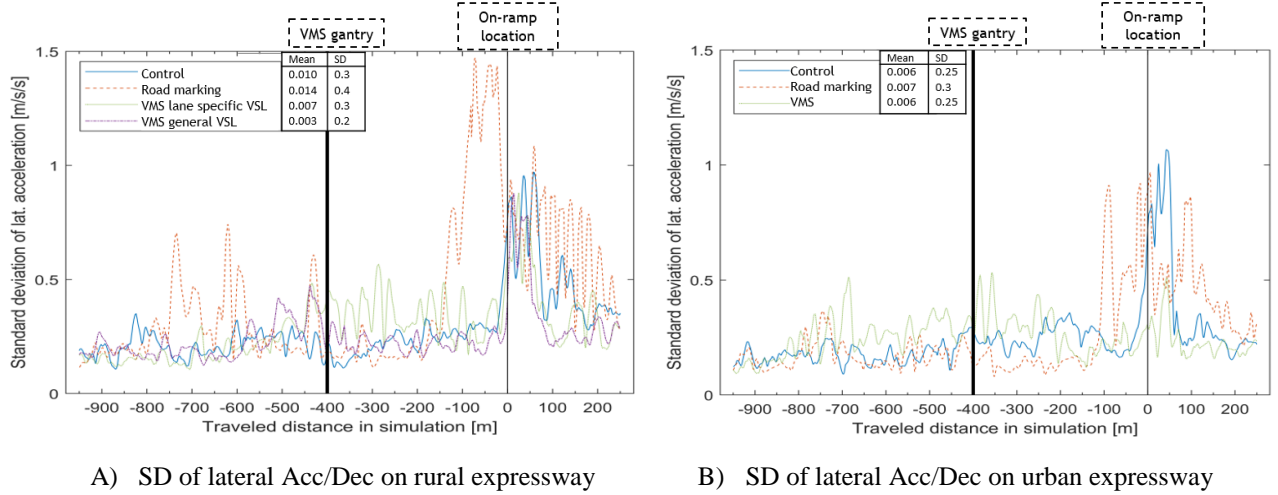 VMS gantry
On-ramp
location
Standard deviation of lat. acceleration [m/s/s]
1.5
1
0.5
0
Control
Road marking
VMS lane specific VSL
VMS general VSL
Mean SD
0.010 0.3
0.014 0.4
0.007 0.3
0.003 0.2
-900 -800 -700 -600 -500 -400 -300 -200 -100 0 100 200
Traveled distance in simulation [m]
A) SD of lateral Acc/Dec on rural expressway
VMS gantry
On-ramp
location
Standard deviation of lat. acceleration [m/s/s]
1.5
1
0.5
0
Control
Road marking
VMS
Mean SD
0.006 0.25
0.007 0.3
0.006 0.25
-900 -800 -700 -600 -500 -400 -300 -200 -100 0 100 200
Traveled distance in simulation [m]
B) SD of lateral Acc/Dec on urban expressway